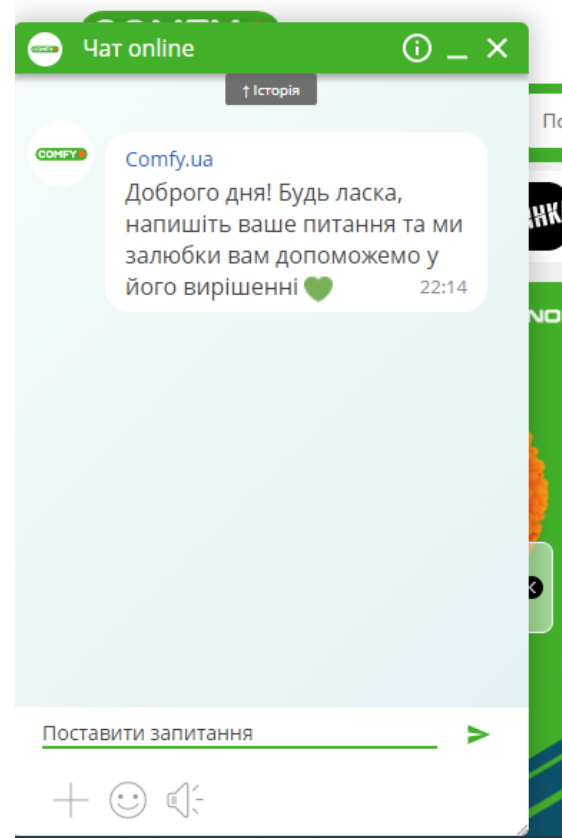 Чат online
↑ Історія
COMFY
Comfy.ua
Доброго дня! Будь ласка,
напишіть ваше питання та ми
залюбки вам допоможемо у
його вирішенні 💚
22:14
Поставити запитання